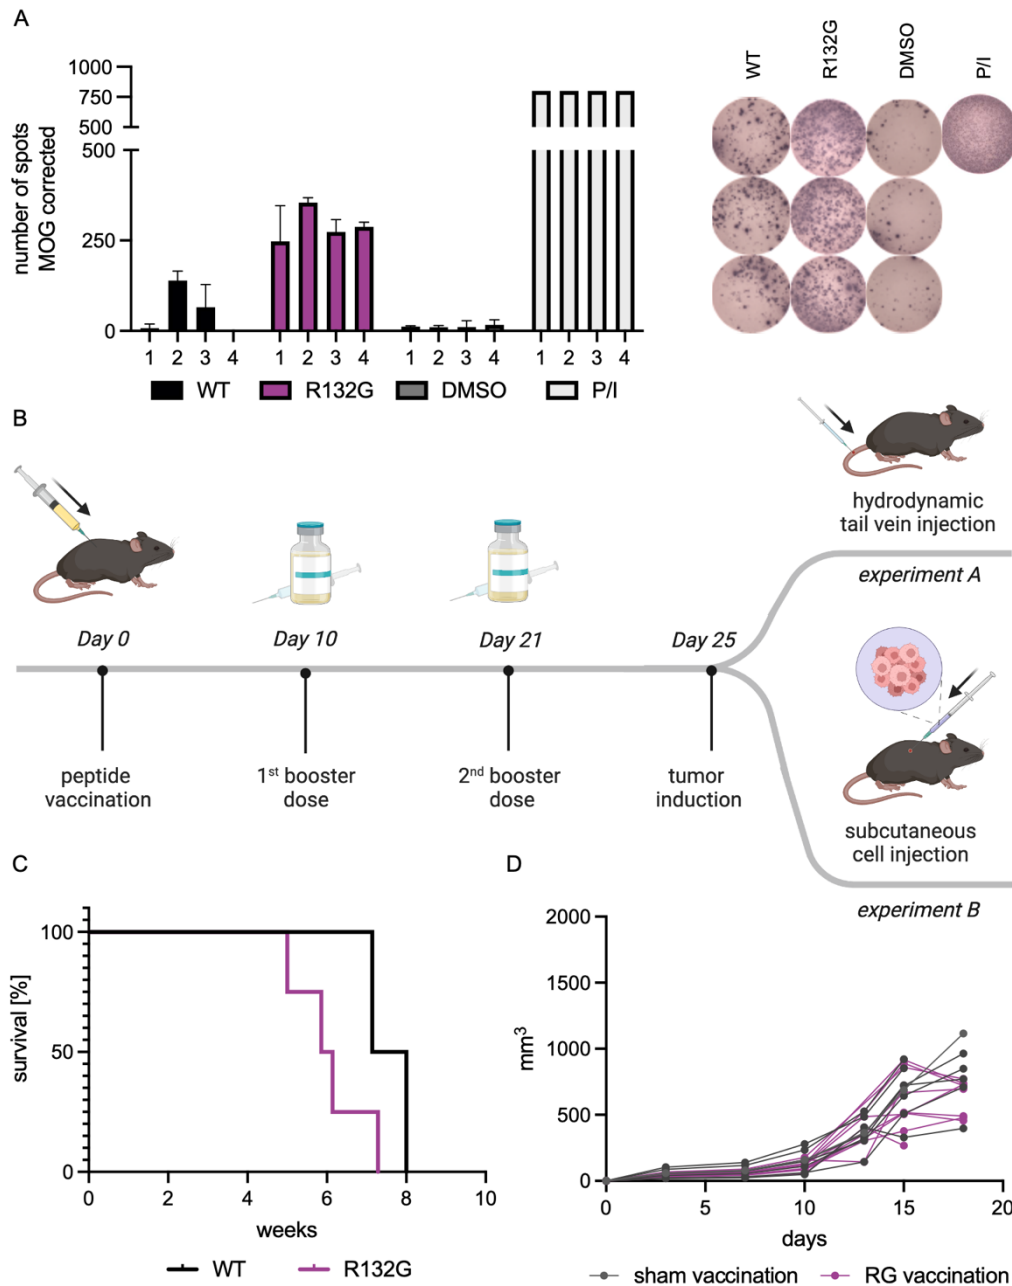 A
WT
R132G
DMSO
P/I
number of spots
MOG corrected
1000
750
500
500
250
0
1 2 3 4 1 2 3 4 1 2 3 4 1 2 3 4
WT R132G DMSO P/I
B
hydrodynamic
tail vein injection
experiment A
Day 0 Day 10 Day 21 Day 25
peptide
vaccination
1st booster
dose
2nd booster
dose
tumor
induction
subcutaneous
cell injection
experiment B
C
survival [%]
100
50
0
0 2 4 6 8 10
weeks
WT R132G
D
mm3
2000
1500
1000
500
0
0 5 10 15 20
days
sham vaccination RG vaccination